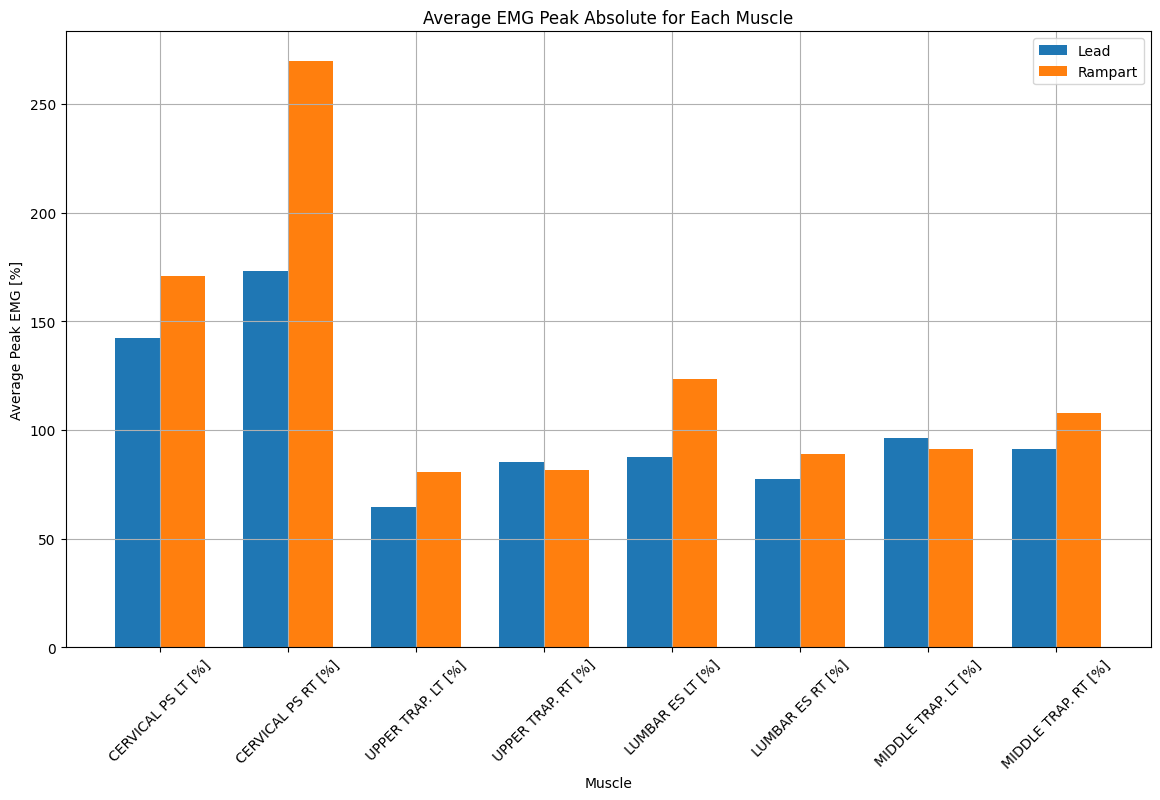 Average EMG Peak Absolute for Each Muscle
Lead
Rampart
Average Peak EMG [%]
250
200
150
100
50
0
CERVICAL PS LT [%]
CERVICAL PS RT [%]
UPPER TRAP. LT [%]
UPPER TRAP. RT [%]
LUMBAR ES LT [%]
LUMBAR ES RT [%]
MIDDLE TRAP. LT [%]
MIDDLE TRAP. RT [%]
Muscle